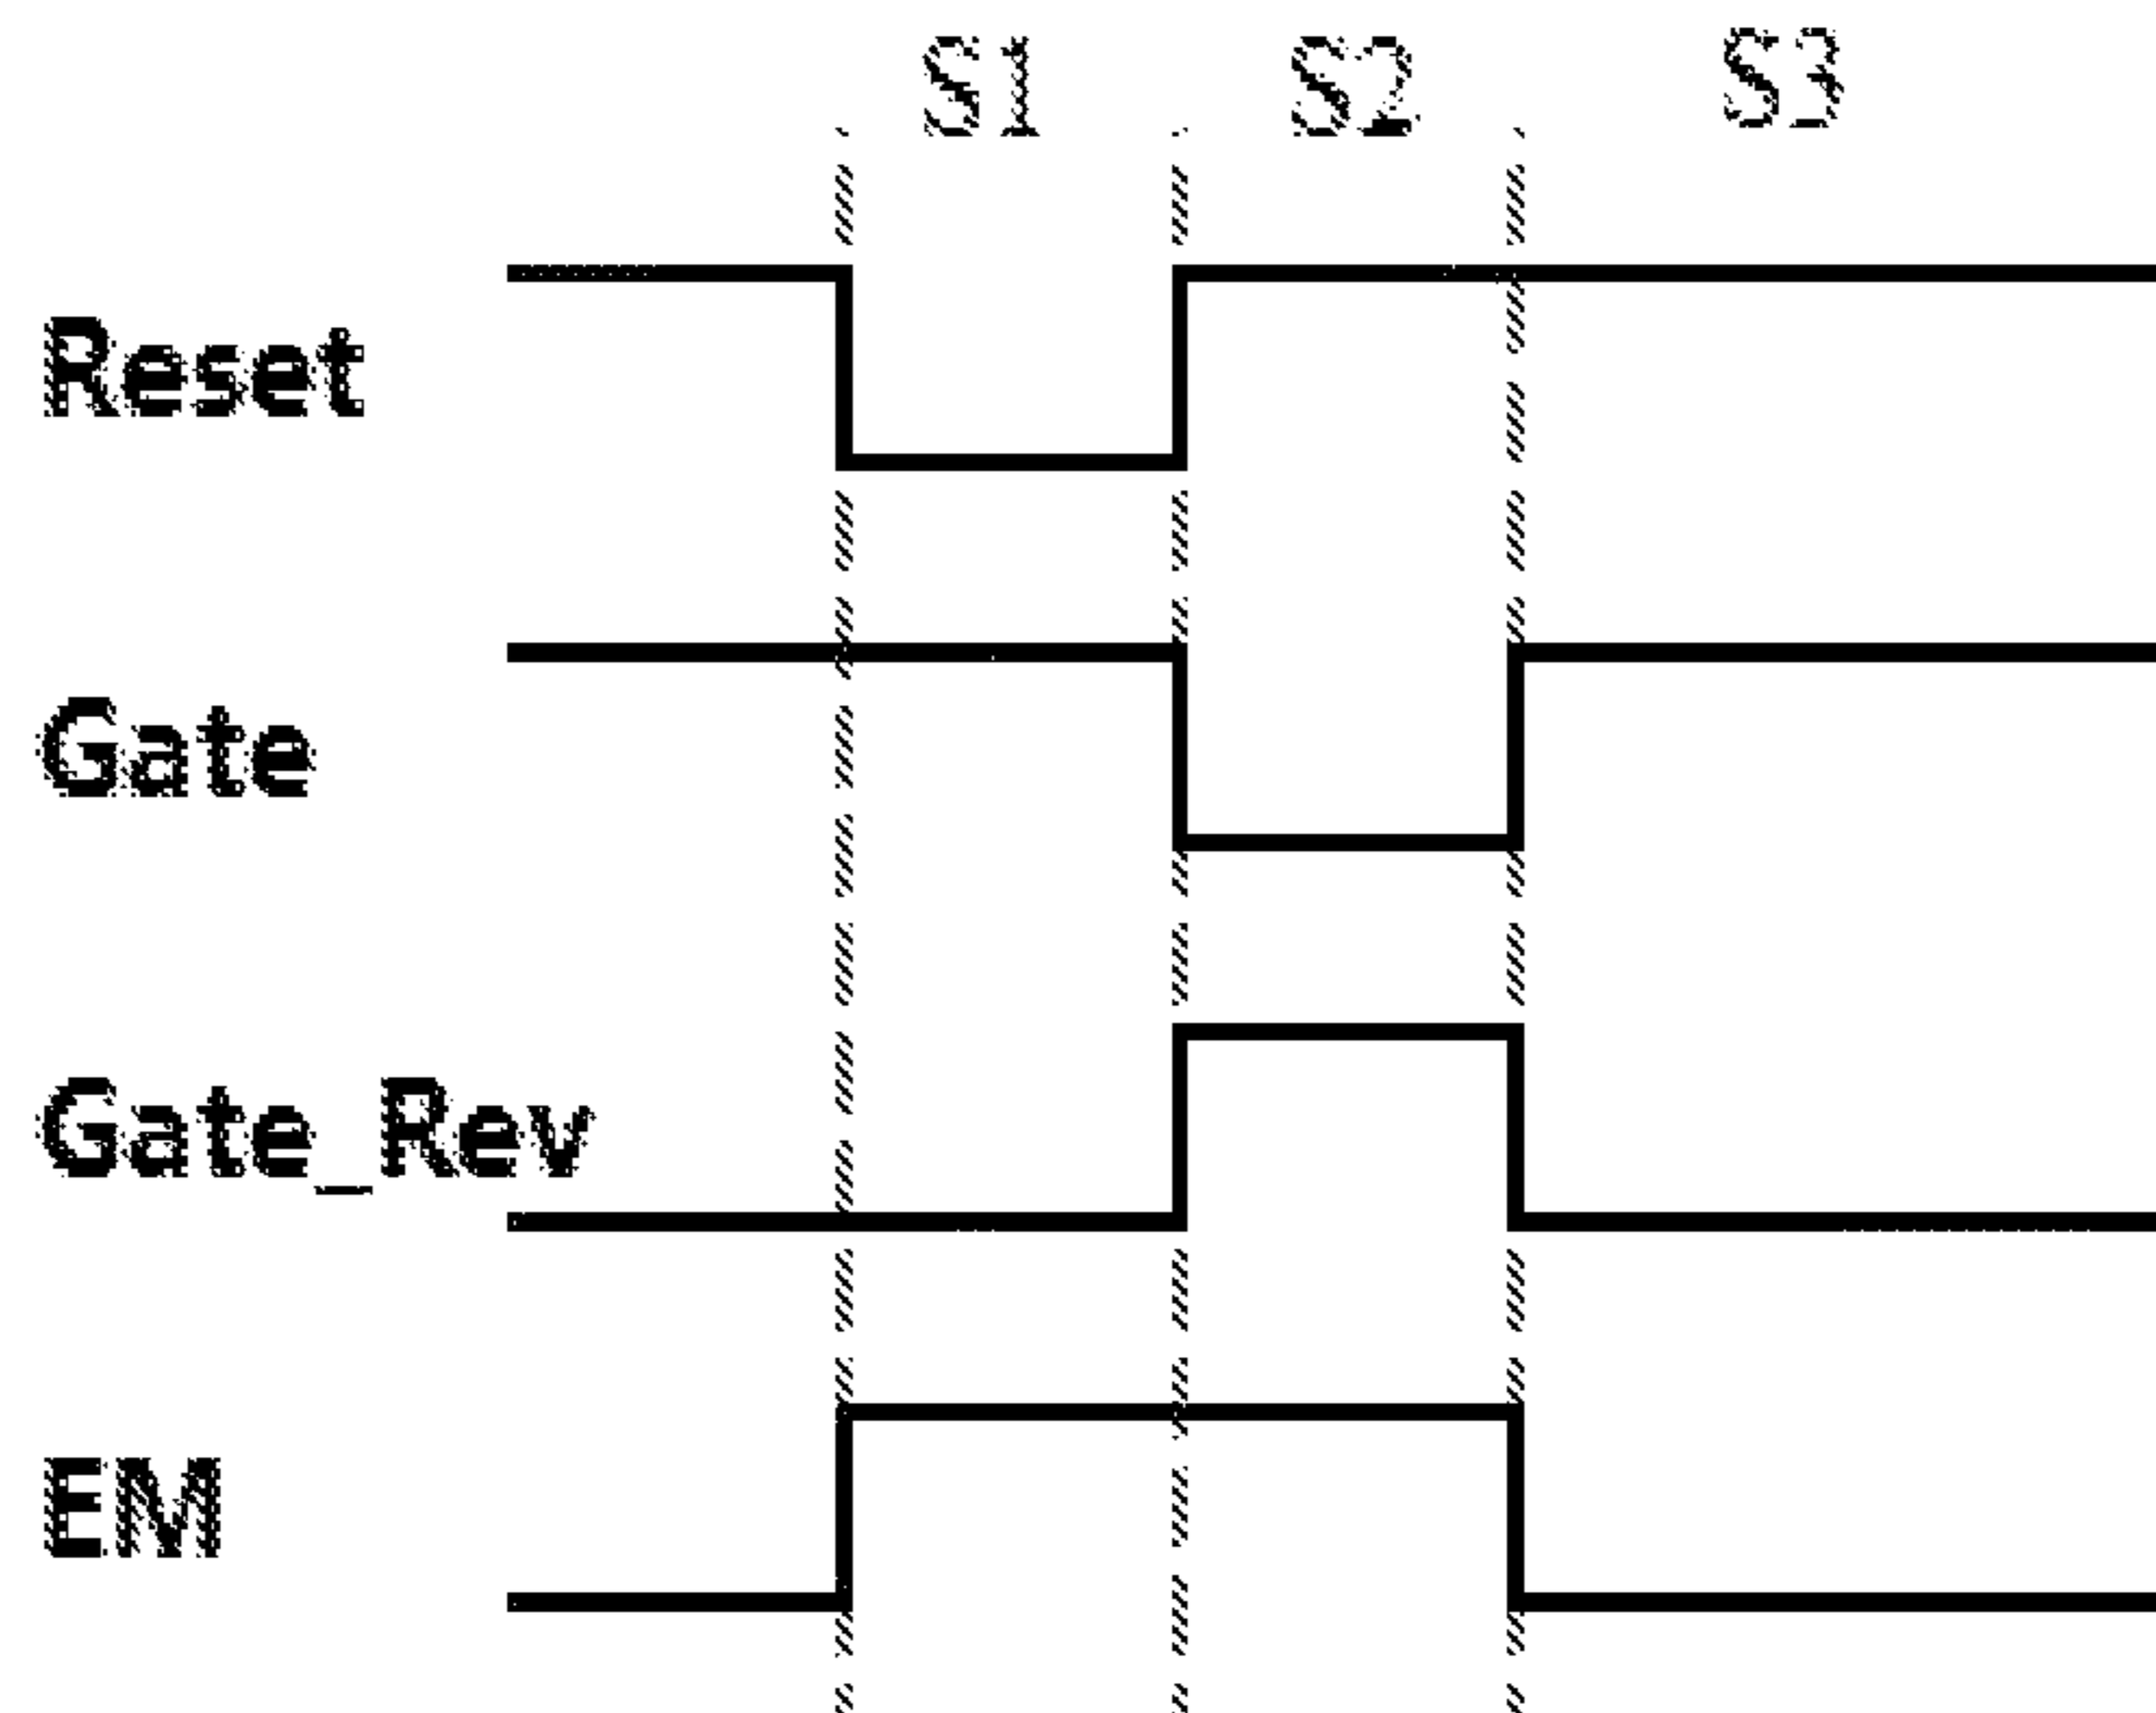 S1 S2 S3
Reset
Gate
Gate_Rev
EM